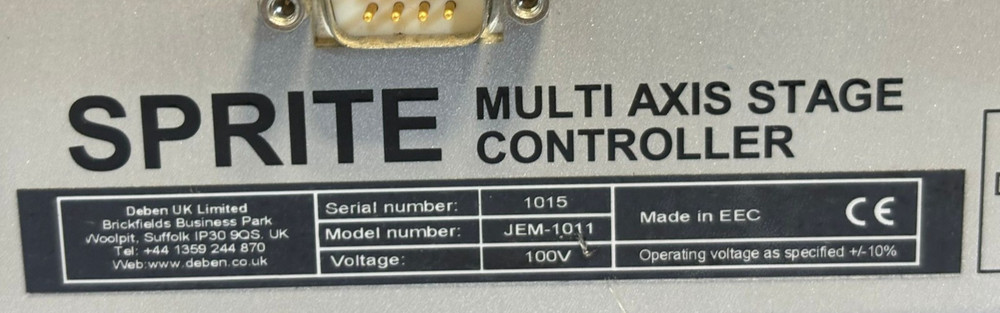 SPRITE
MULTI AXIS STAGE
CONTROLLER
Deben UK Limited
Brickfields Business Park
Woolpit, Suffolk IP30 9QS. UK
Tel: +44 1359 244 870
Web:www.deben.co.uk
Serial number: 1015
Model number: JEM-1011
Voltage: 100V
Made in EEC CE
Operating voltage as specified +/-10%